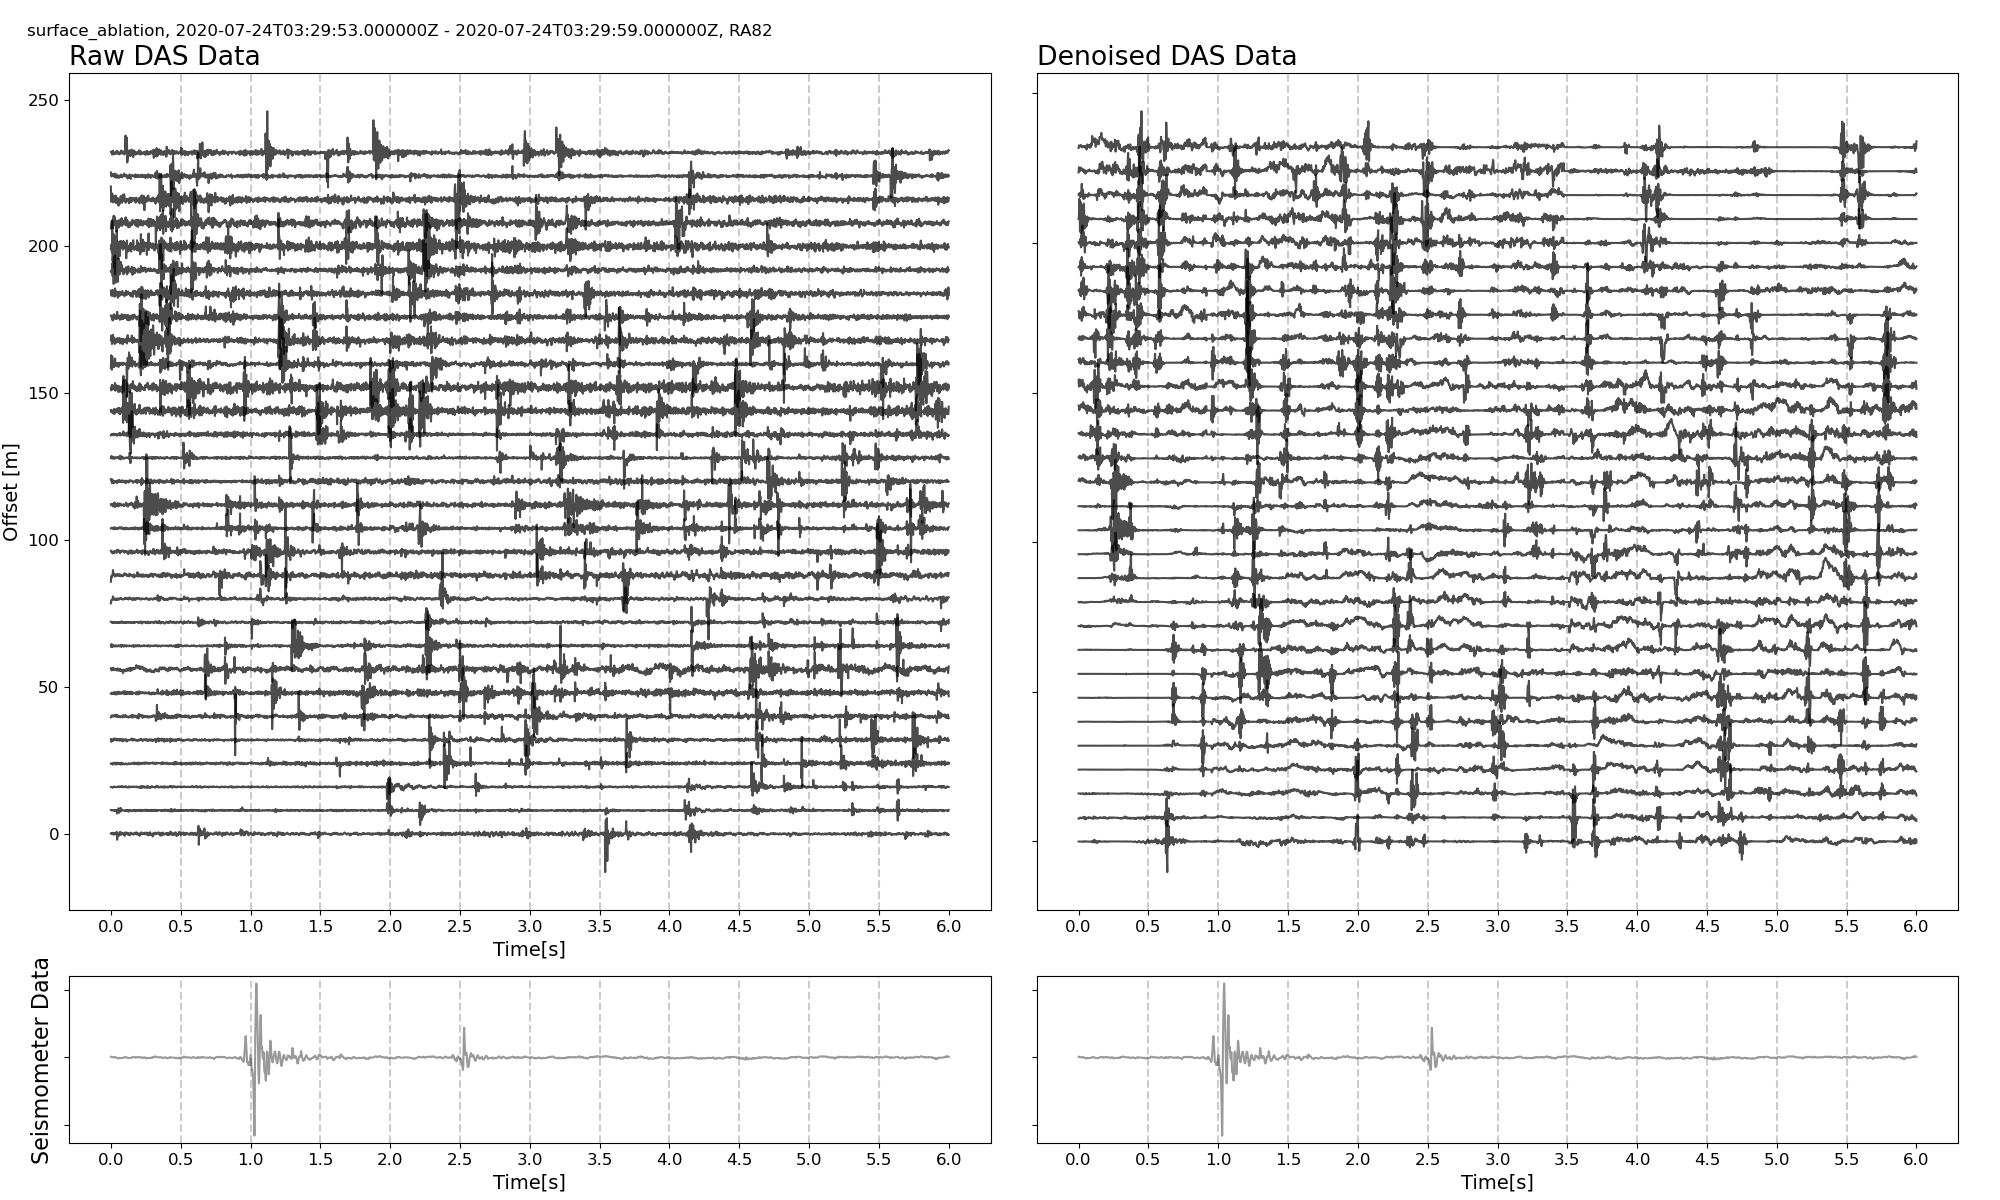 surface_ablation, 2020-07-24T03:29:53.000000Z - 2020-07-24T03:29:59.000000Z, RA82
Raw DAS Data
Denoised DAS Data
250
200
150
100
50
0
Offset [m]
0.0 0.5 1.0 1.5 2.0 2.5 3.0 3.5 4.0 4.5 5.0 5.5 6.0
Time[s]
0.0 0.5 1.0 1.5 2.0 2.5 3.0 3.5 4.0 4.5 5.0 5.5 6.0
Seismometer Data
0.0 0.5 1.0 1.5 2.0 2.5 3.0 3.5 4.0 4.5 5.0 5.5 6.0
Time[s]
0.0 0.5 1.0 1.5 2.0 2.5 3.0 3.5 4.0 4.5 5.0 5.5 6.0
Time[s]